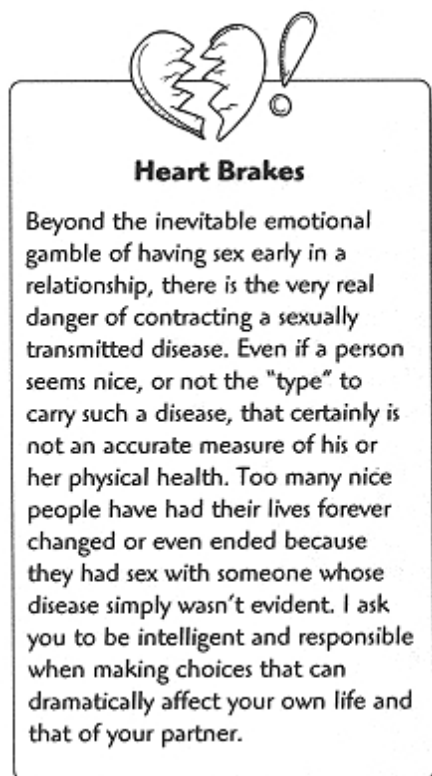 Heart Brakes
Beyond the inevitable emotional
gamble of having sex early in a
relationship, there is the very real
danger of contracting a sexually
transmitted disease. Even if a person
seems nice, or not the "type" to
carry such a disease, that certainly is
not an accurate measure of his or
her physical health. Too many nice
people have had their lives forever
changed or even ended because
they had sex with someone whose
disease simply wasn't evident. I ask
you to be intelligent and responsible
when making choices that can
dramatically affect your own life and
that of your partner.